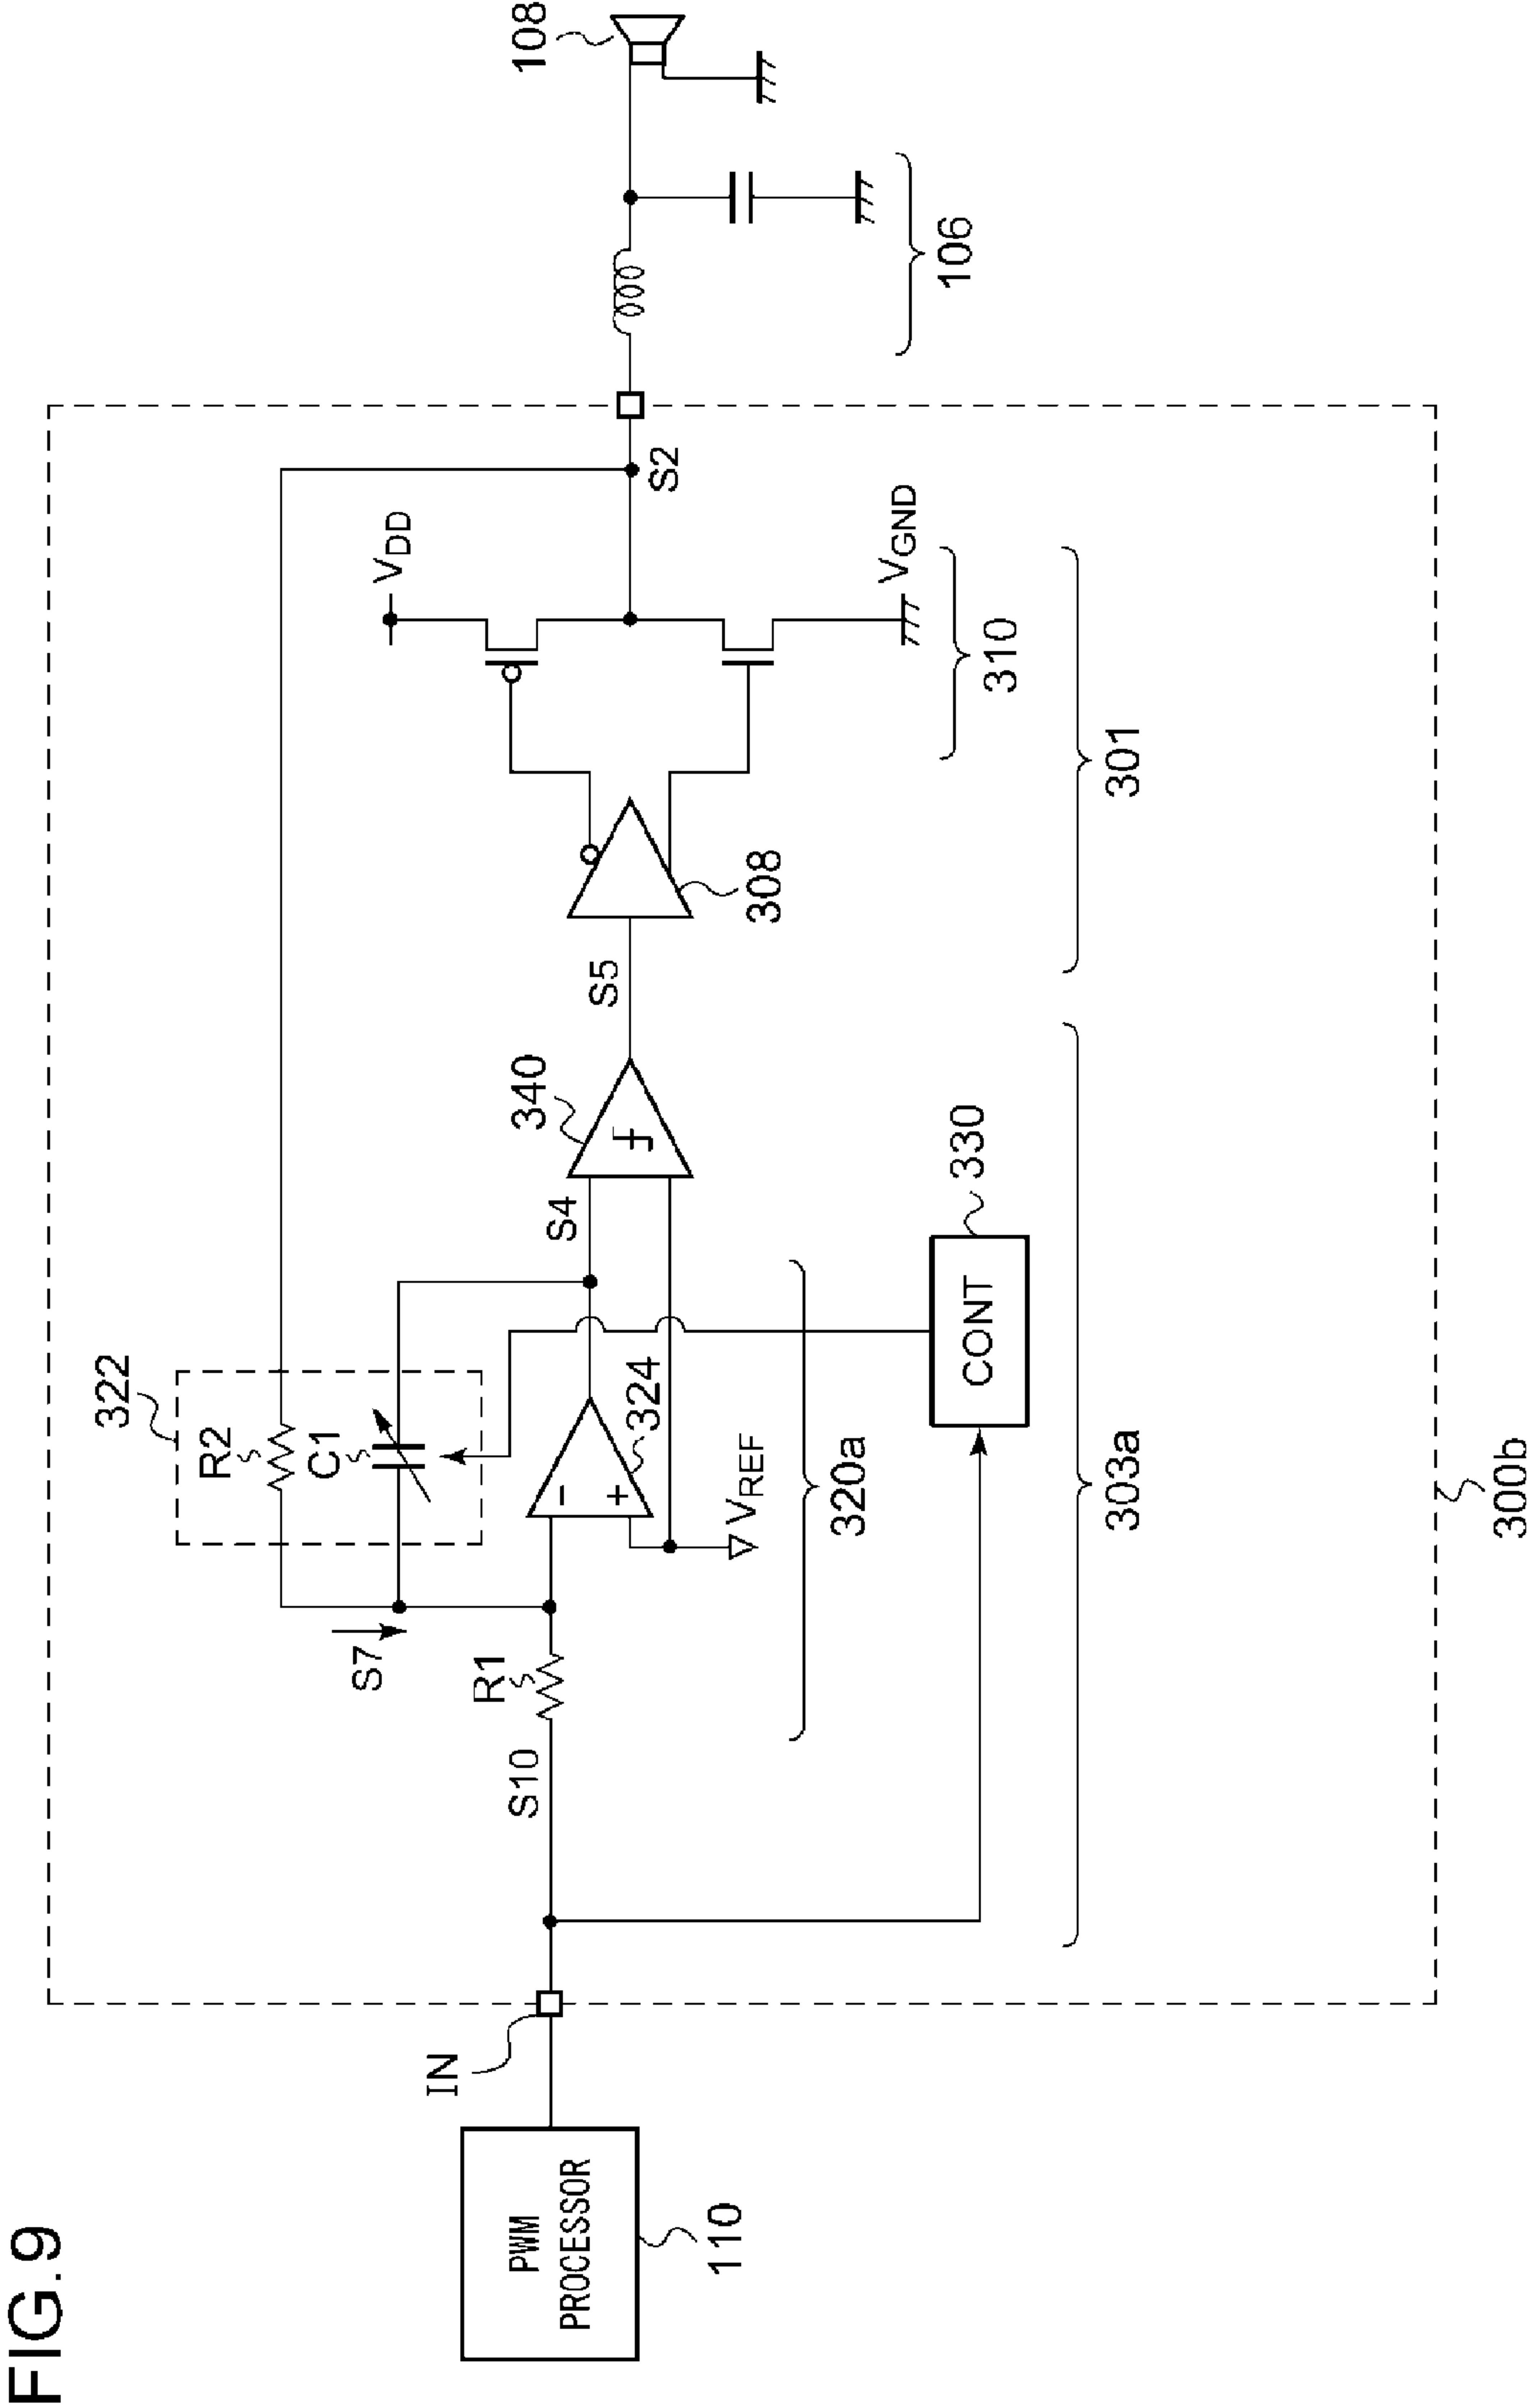 FIG.9
PWM
PROCESSOR
110
IN
S10
R1
S7
322
R2
C1
324
VREF
320a
S4
340
CONT
330
303a
S5
308
VDD
VGND
310
301
S2
300b
106
108